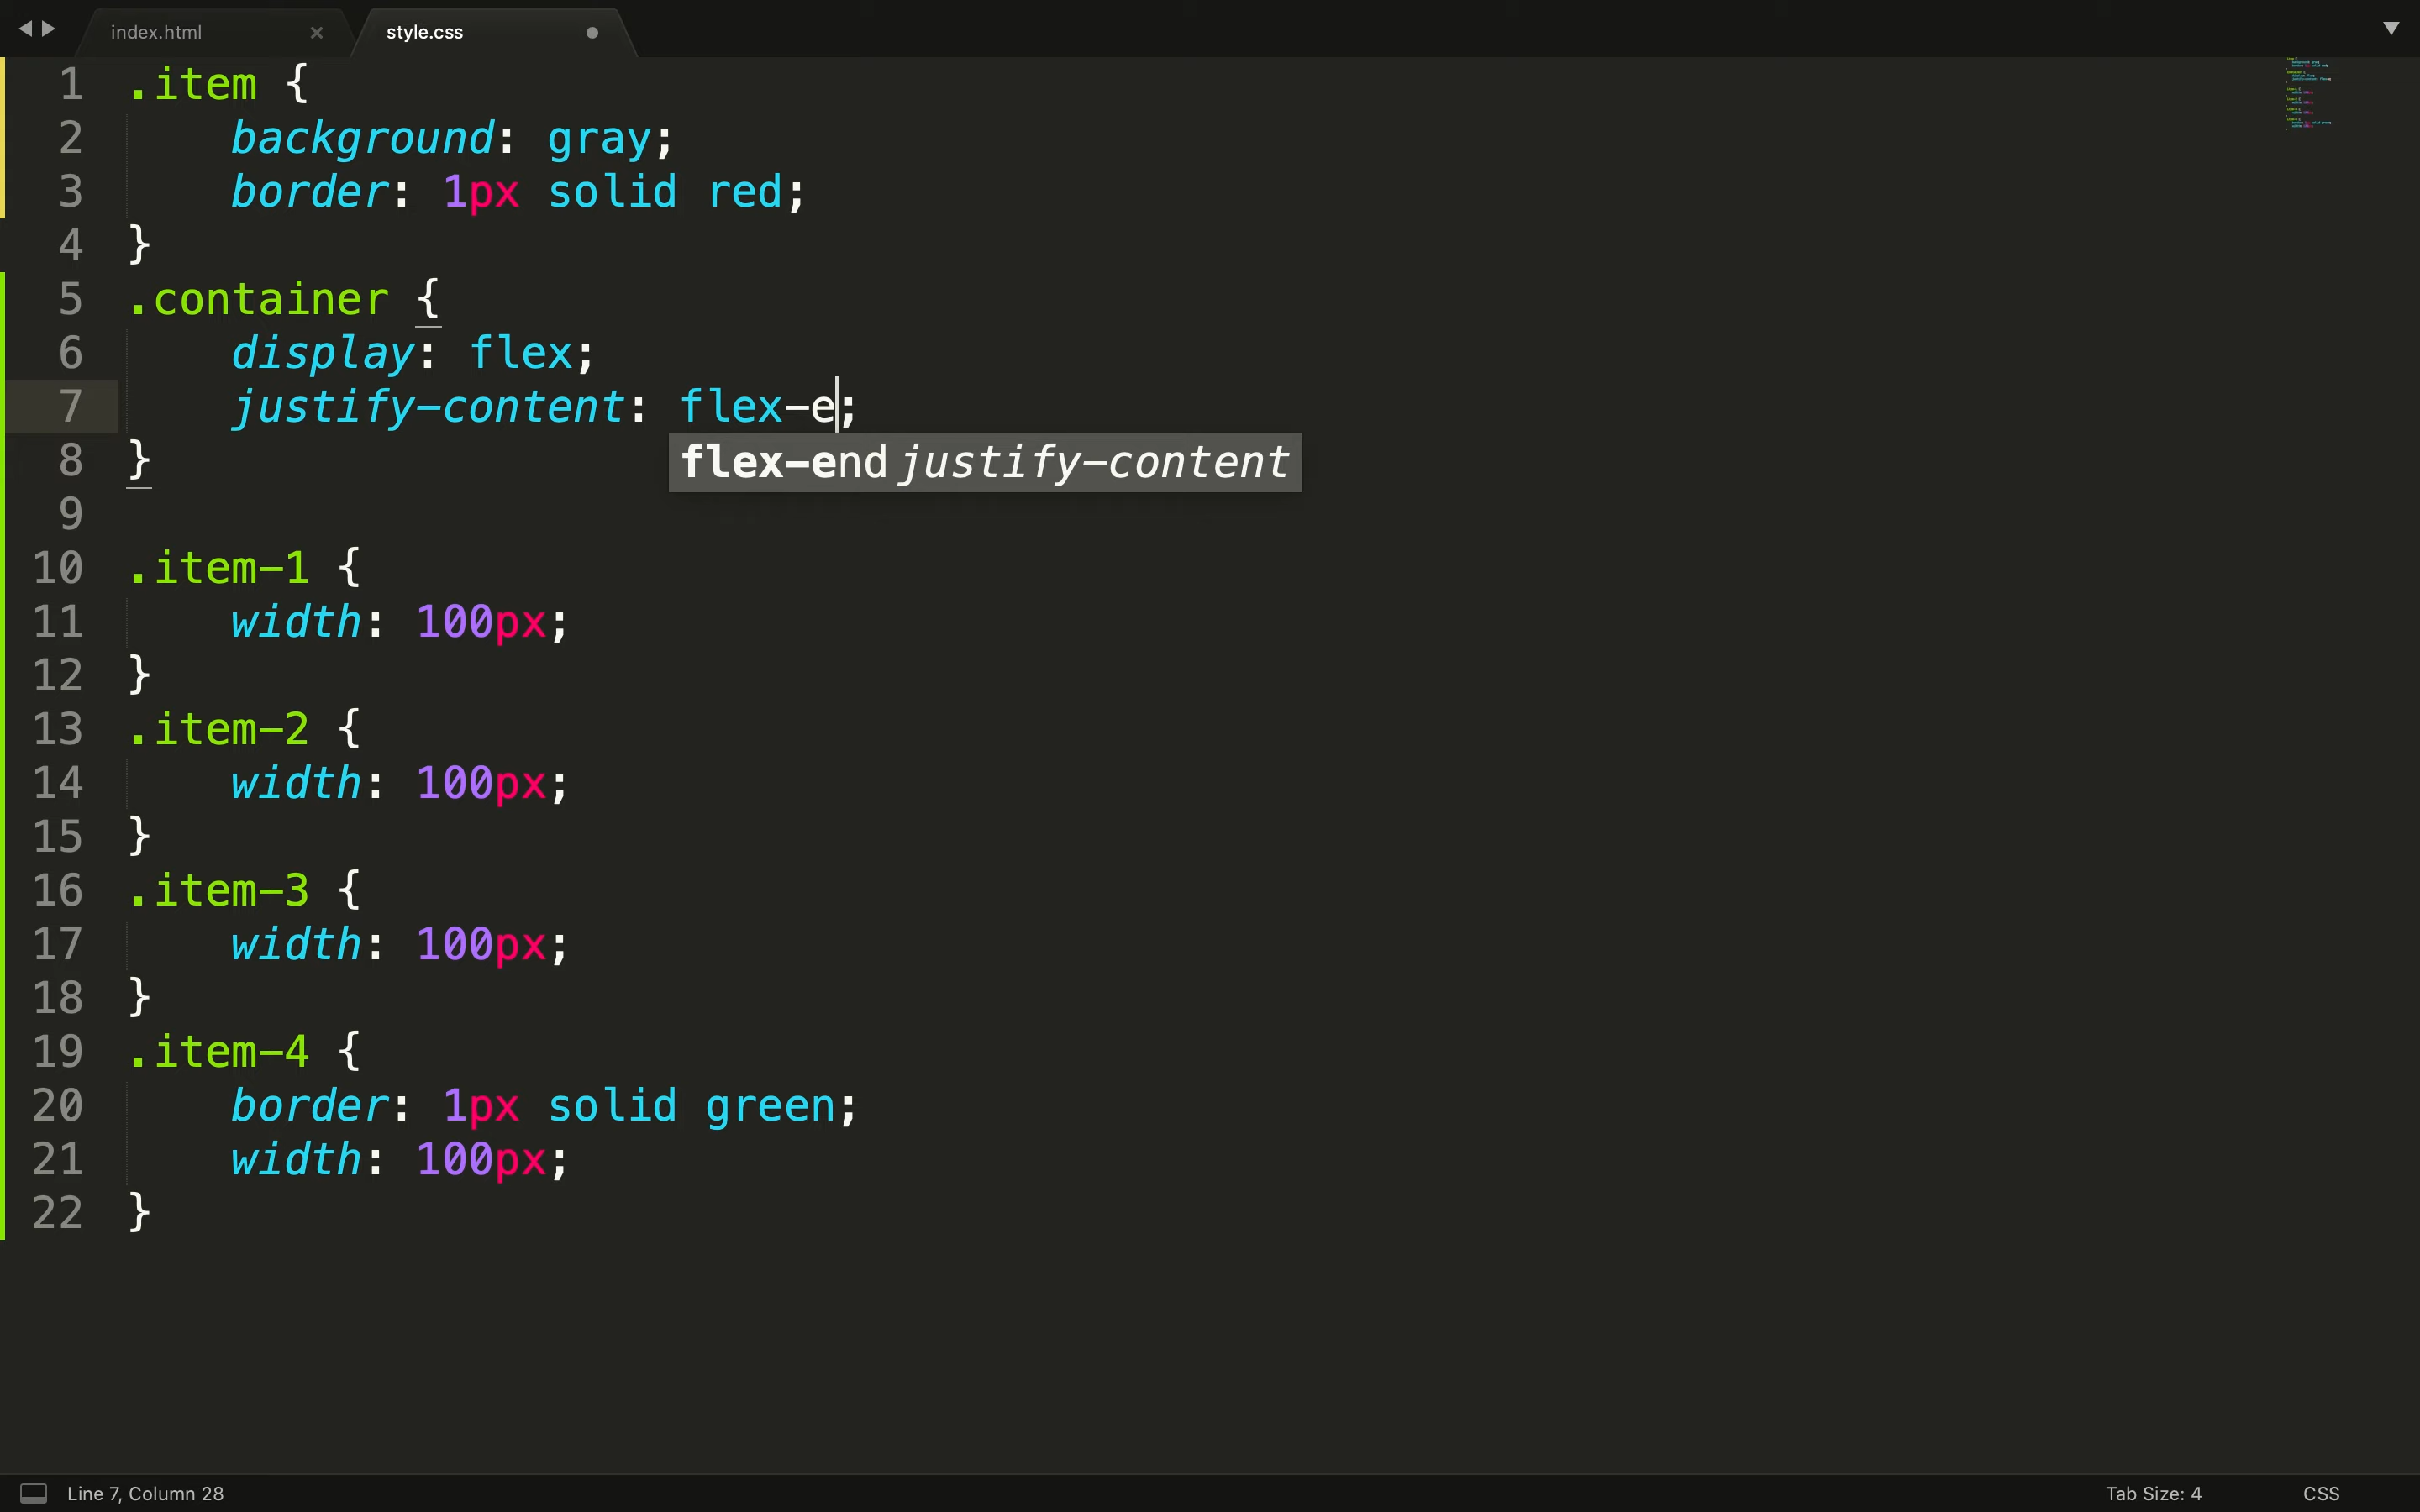 index.html
style.css
1 .item {
2 background: gray;
3 border: 1px solid red;
4 }
5 .container {
6 display: flex;
7 justify-content: flex-e;
flex-end justify-content
8 }
9
10 .item-1 {
11 width: 100px;
12 }
13 .item-2 {
14 width: 100px;
15 }
16 .item-3 {
17 width: 100px;
18 }
19 .item-4 {
20 border: 1px solid green;
21 width: 100px;
22 }
Line 7, Column 28
Tab Size: 4
CSS